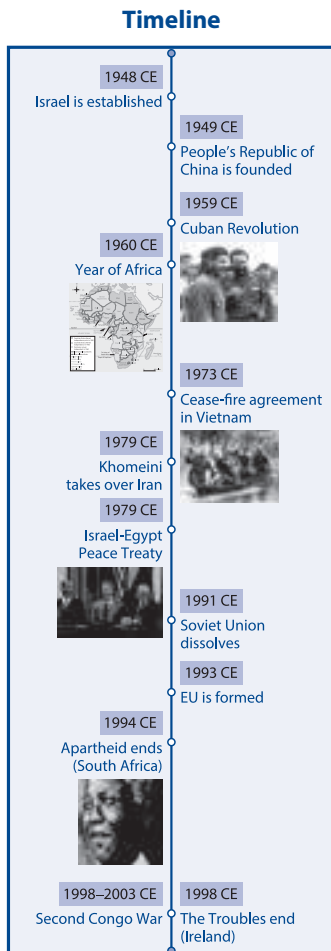 Timeline
1948 CE
Israel is established
1949 CE
People's Republic of
China is founded
1959 CE
Cuban Revolution
1960 CE
Year of Africa
1973 CE
Cease-fire agreement
in Vietnam
1979 CE
Khomeini
takes over Iran
1979 CE
Israel-Egypt
Peace Treaty
1991 CE
Soviet Union
dissolves
1993 CE
EU is formed
1994 CE
Apartheid ends
(South Africa)
1998–2003 CE
Second Congo War
1998 CE
The Troubles end
(Ireland)